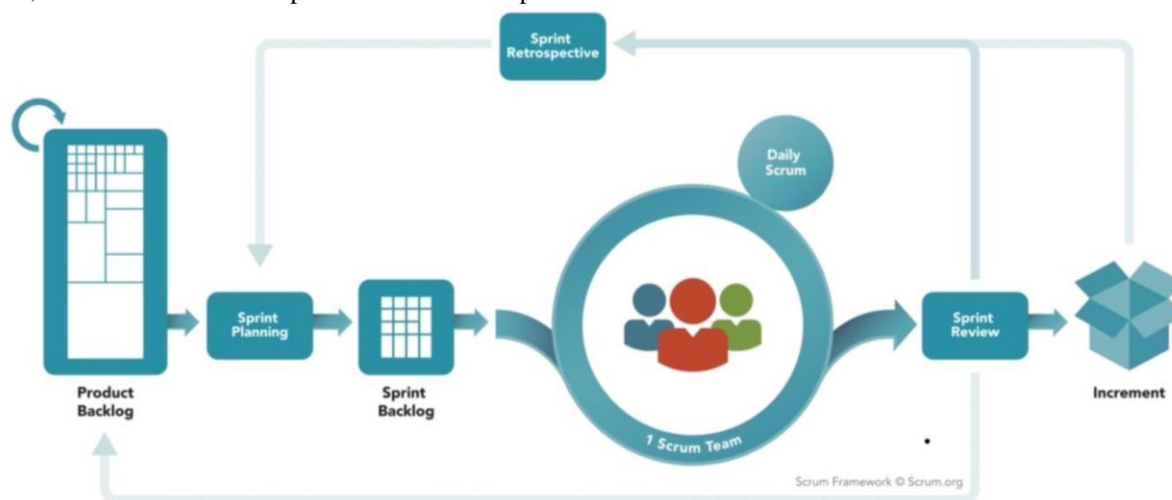 Sprint
Retrospective
Daily
Scrum
Sprint
Planning
Sprint
Review
Product
Backlog
Sprint
Backlog
Increment
1 Scrum Team
Scrum Framework © Scrum.org